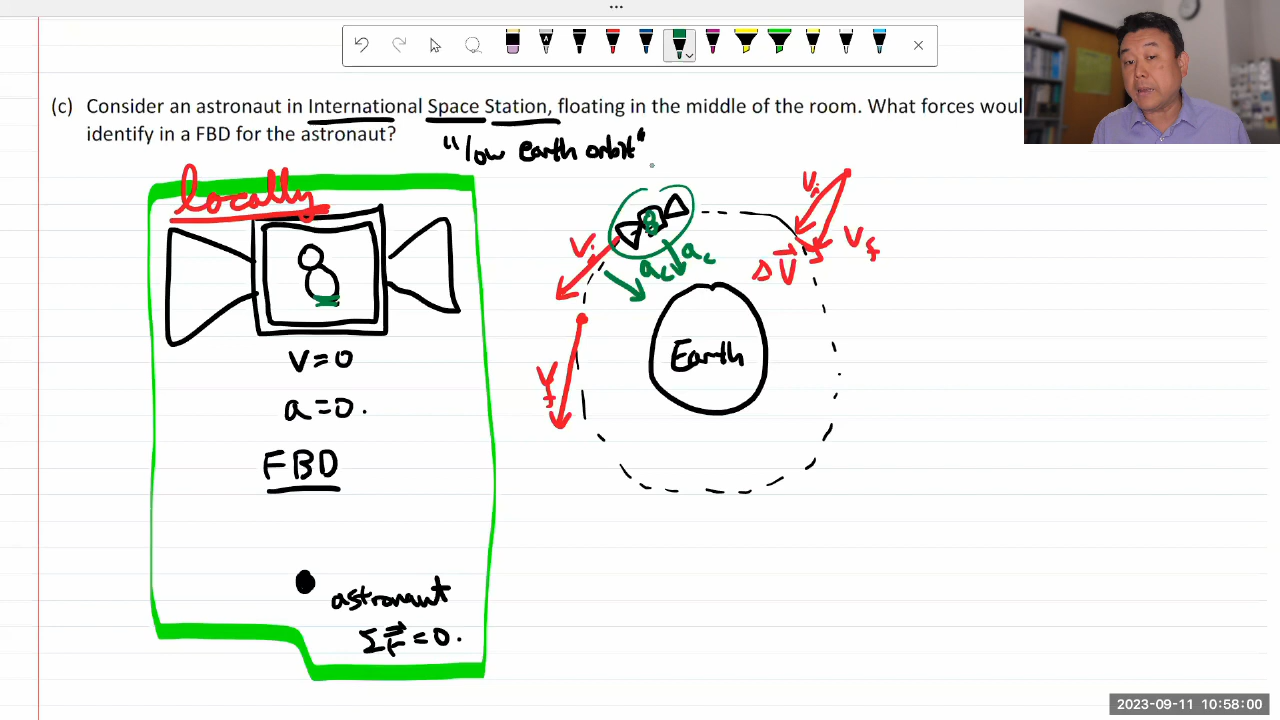 (c) Consider an astronaut in International Space Station, floating in the middle of the room. What forces wou
identify in a FBD for the astronaut?
"low earth orbit"
locally
v=0
a=0.
FBD
astronaut
ΣF⃗=0.
Vi
ac
ac
Vf
Earth
Vi
Vf
ΔV⃗
2023-09-11 10:58:00